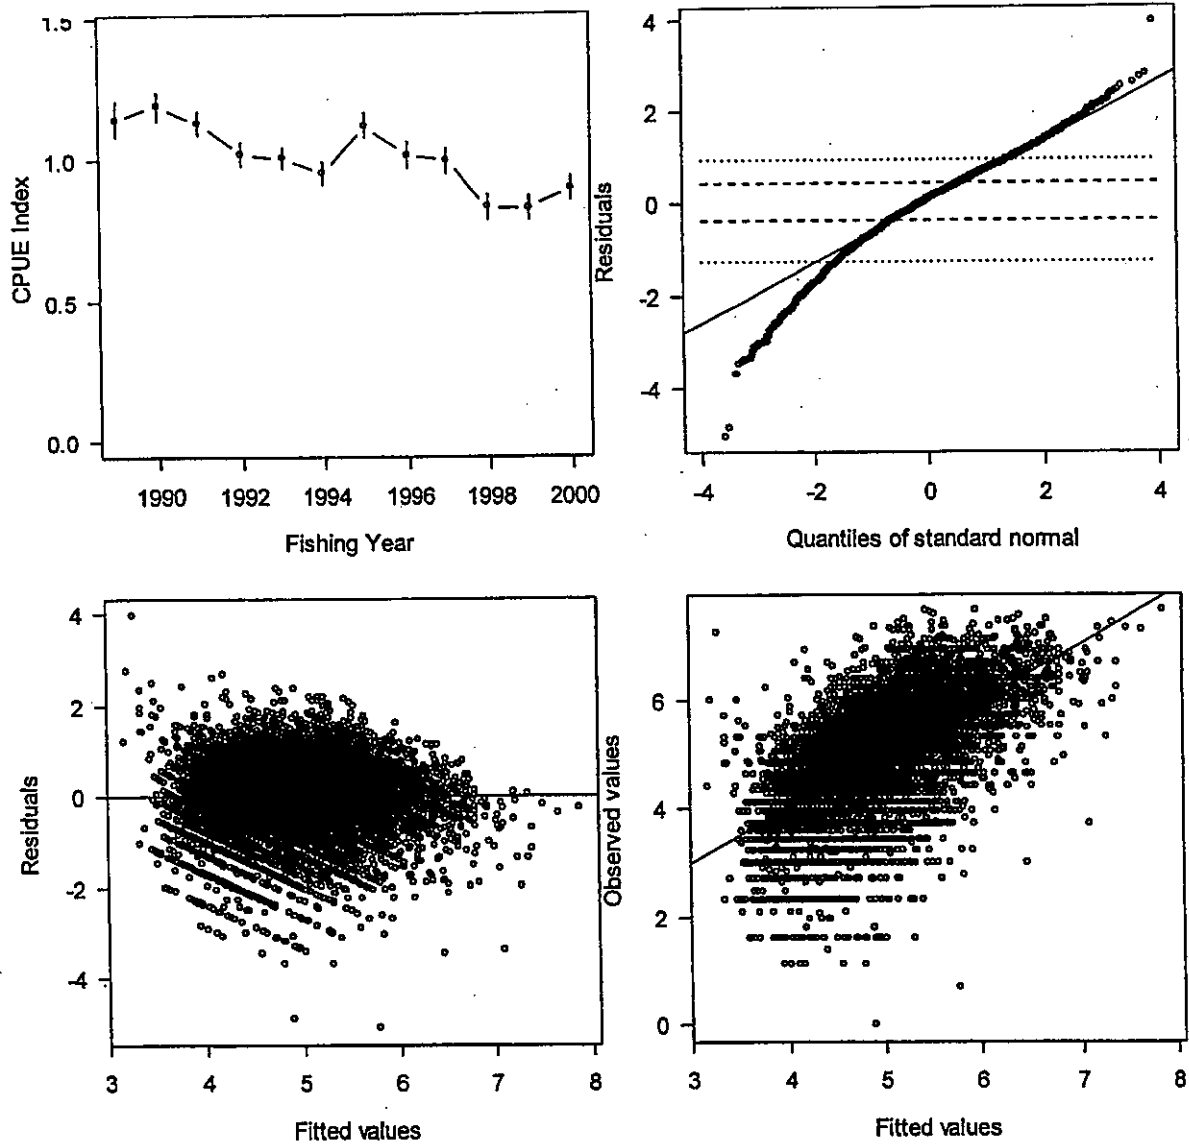 1.5
1.0
0.5
0.0
CPUE Index
1990 1992 1994 1996 1998 2000
Fishing Year
4
2
0
-2
-4
Residuals
-4 -2 0 2 4
Quantiles of standard normal
4
2
0
-2
-4
Residuals
3 4 5 6 7 8
Fitted values
6
4
2
0
Observed values
3 4 5 6 7 8
Fitted values